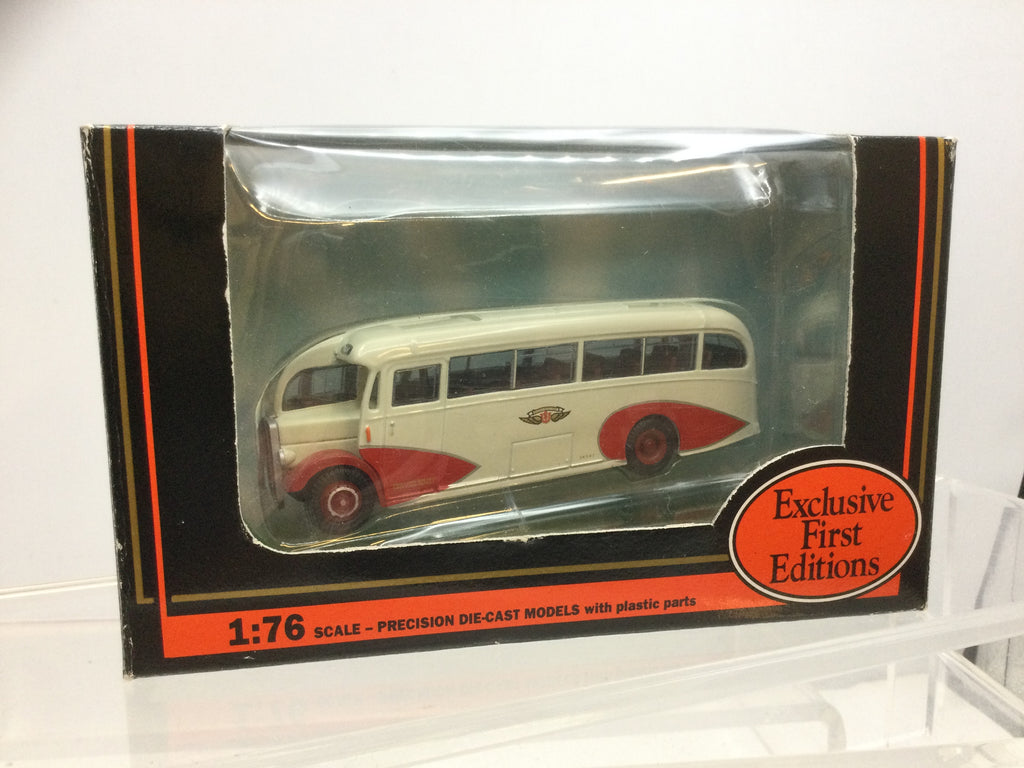 Exclusive
First
Editions
1:76 SCALE – PRECISION DIE-CAST MODELS with plastic parts